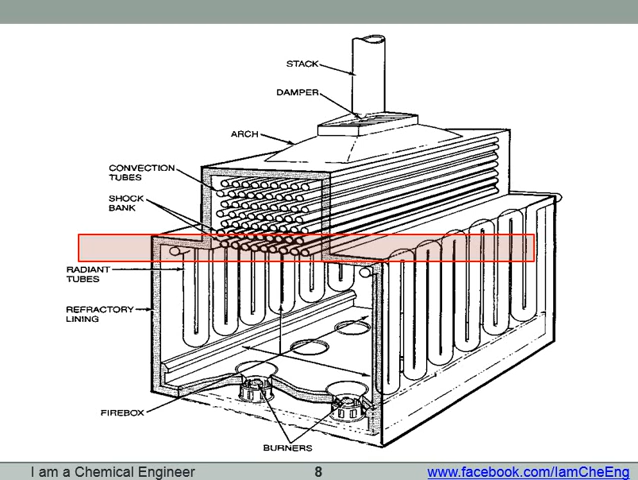 STACK
DAMPER
ARCH
CONVECTION
TUBES
SHOCK
BANK
RADIANT
TUBES
REFRACTORY
LINING
FIREBOX
BURNERS
I am a Chemical Engineer
8
www.facebook.com/IamCheEng